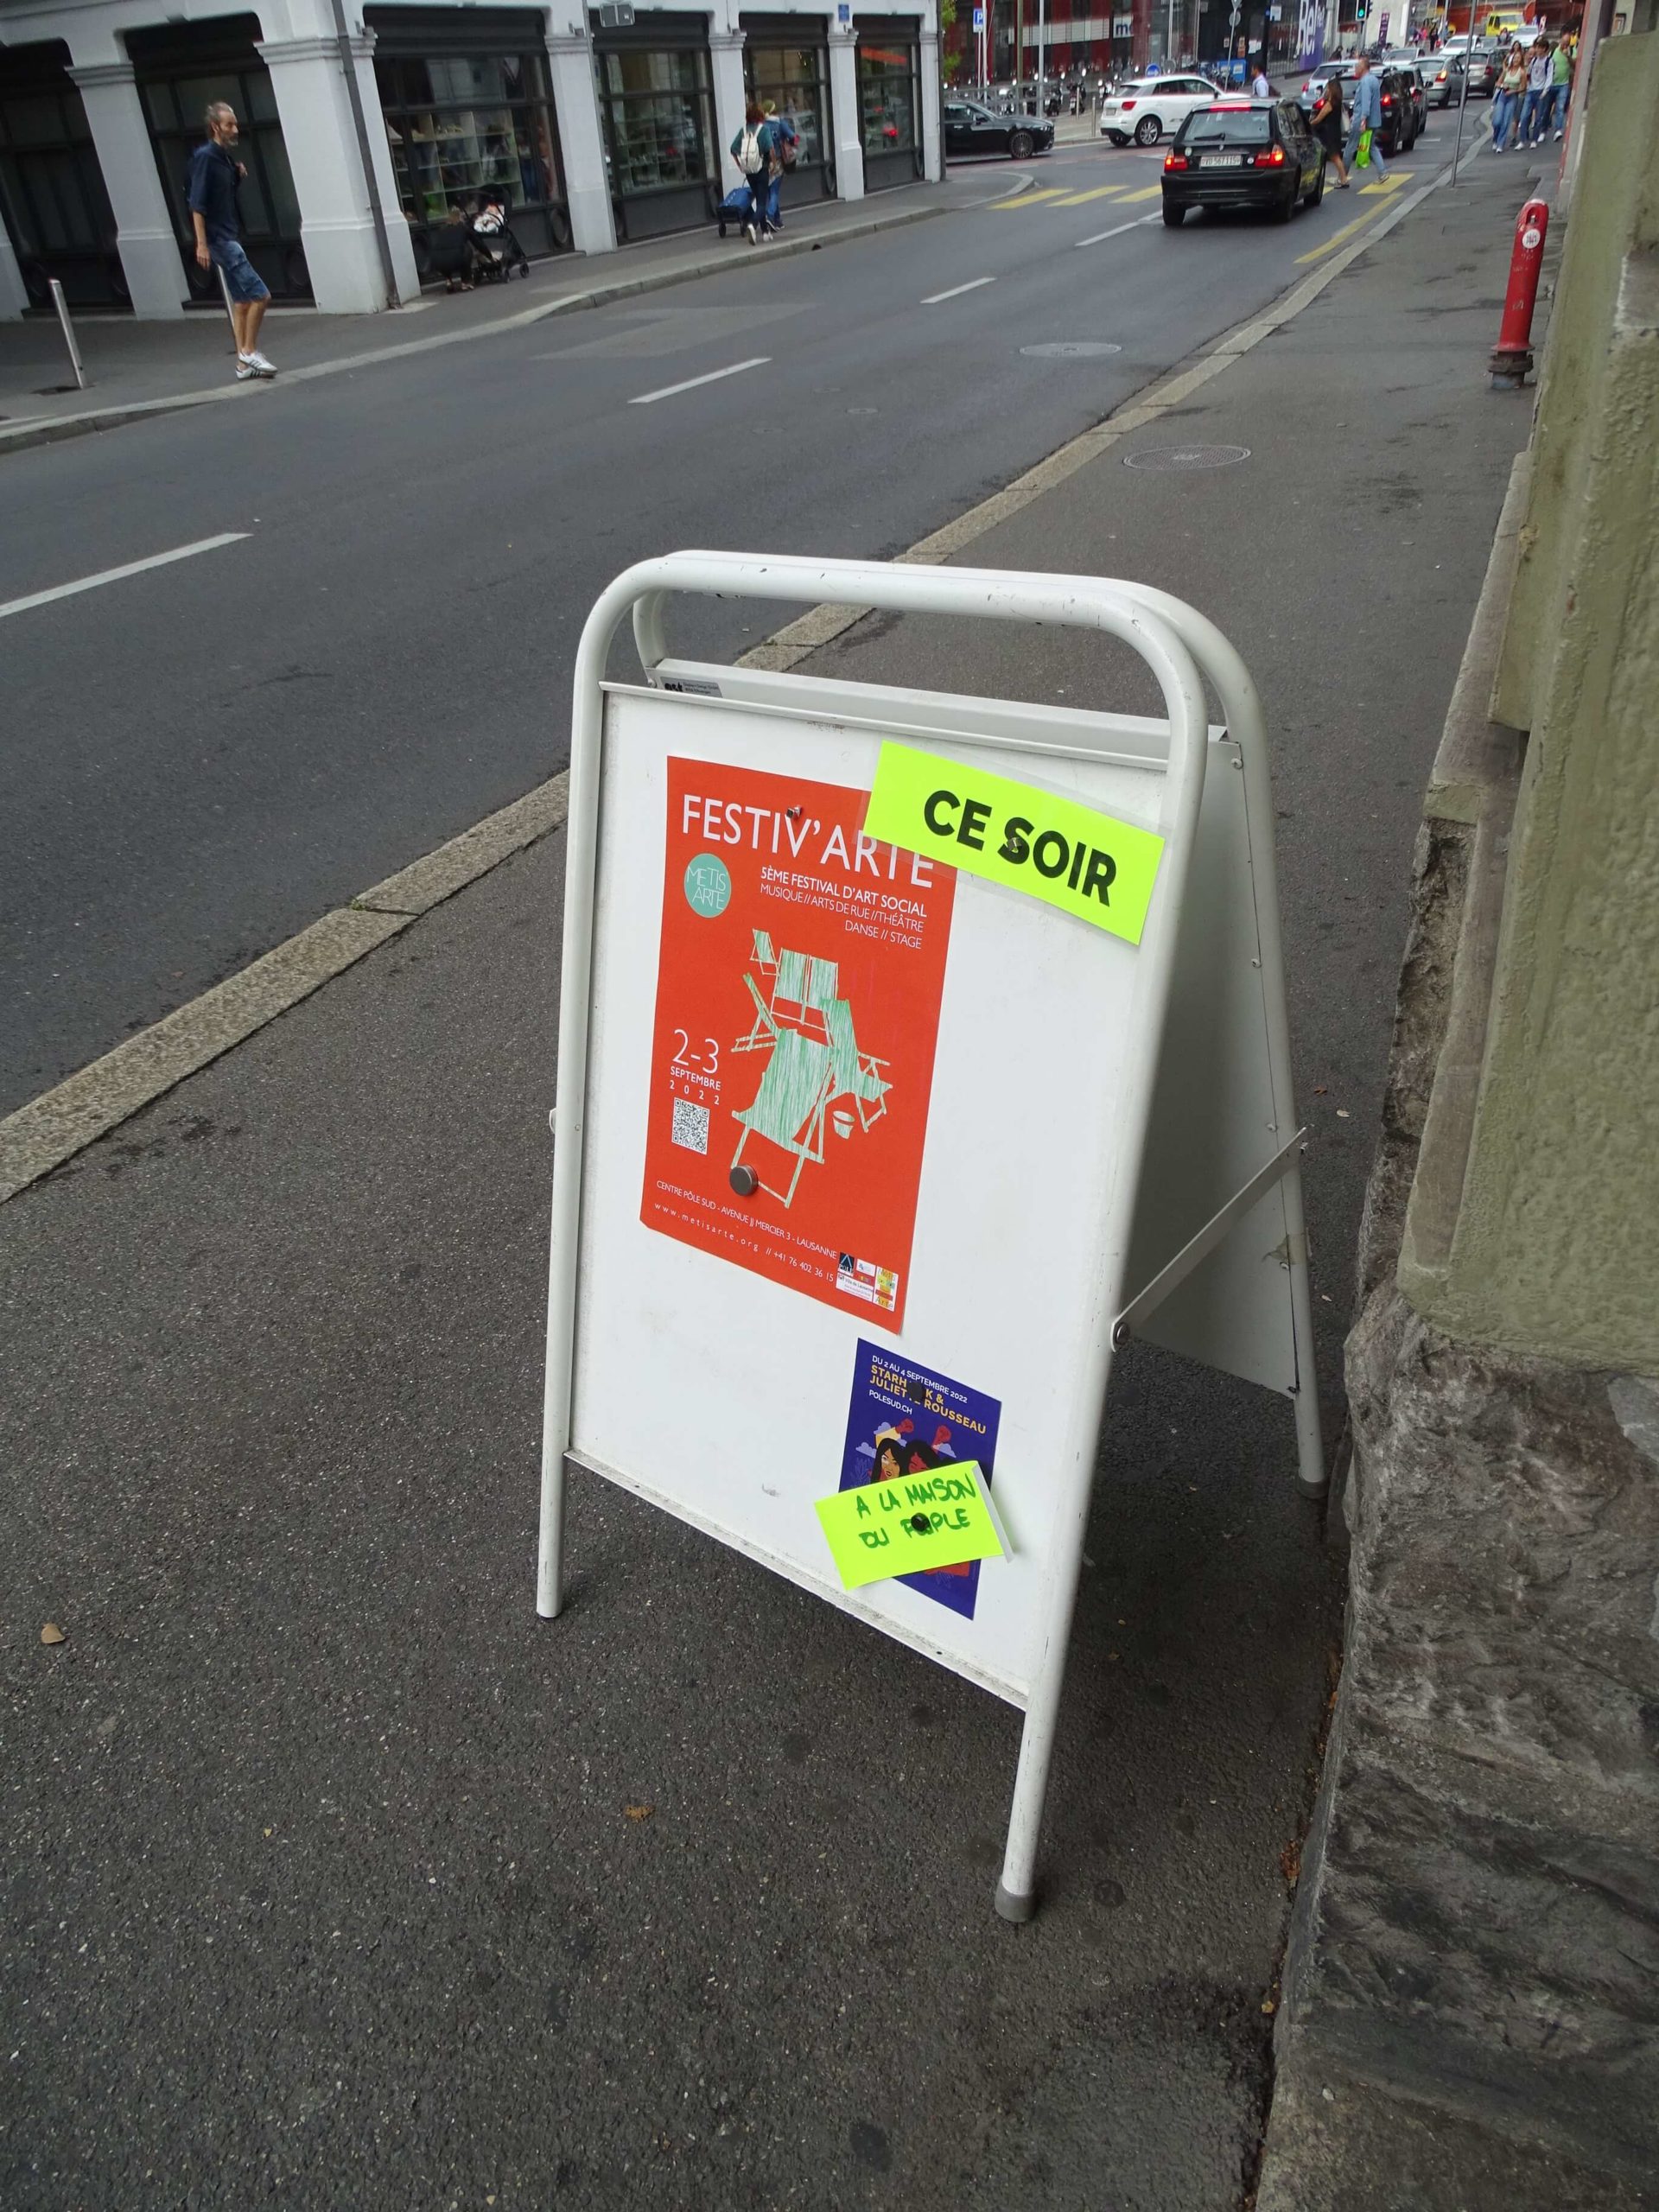 CE SOIR
FESTIV'ARTE
METIS
ARTE
5ÈME FESTIVAL D'ART SOCIAL
MUSIQUE//ARTS DE RUE//THÉÂTRE
DANSE // STAGE
2-3
SEPTEMBRE
2022
CENTRE PÔLE SUD - AVENUE JJ MERCIER 3 - LAUSANNE
www.metisarte.org // +41 76 402 36 15
DU 2 AU 4 SEPTEMBRE 2022
JULIET ROUSSEAU
POLESUD.CH
A LA MAISON
DU